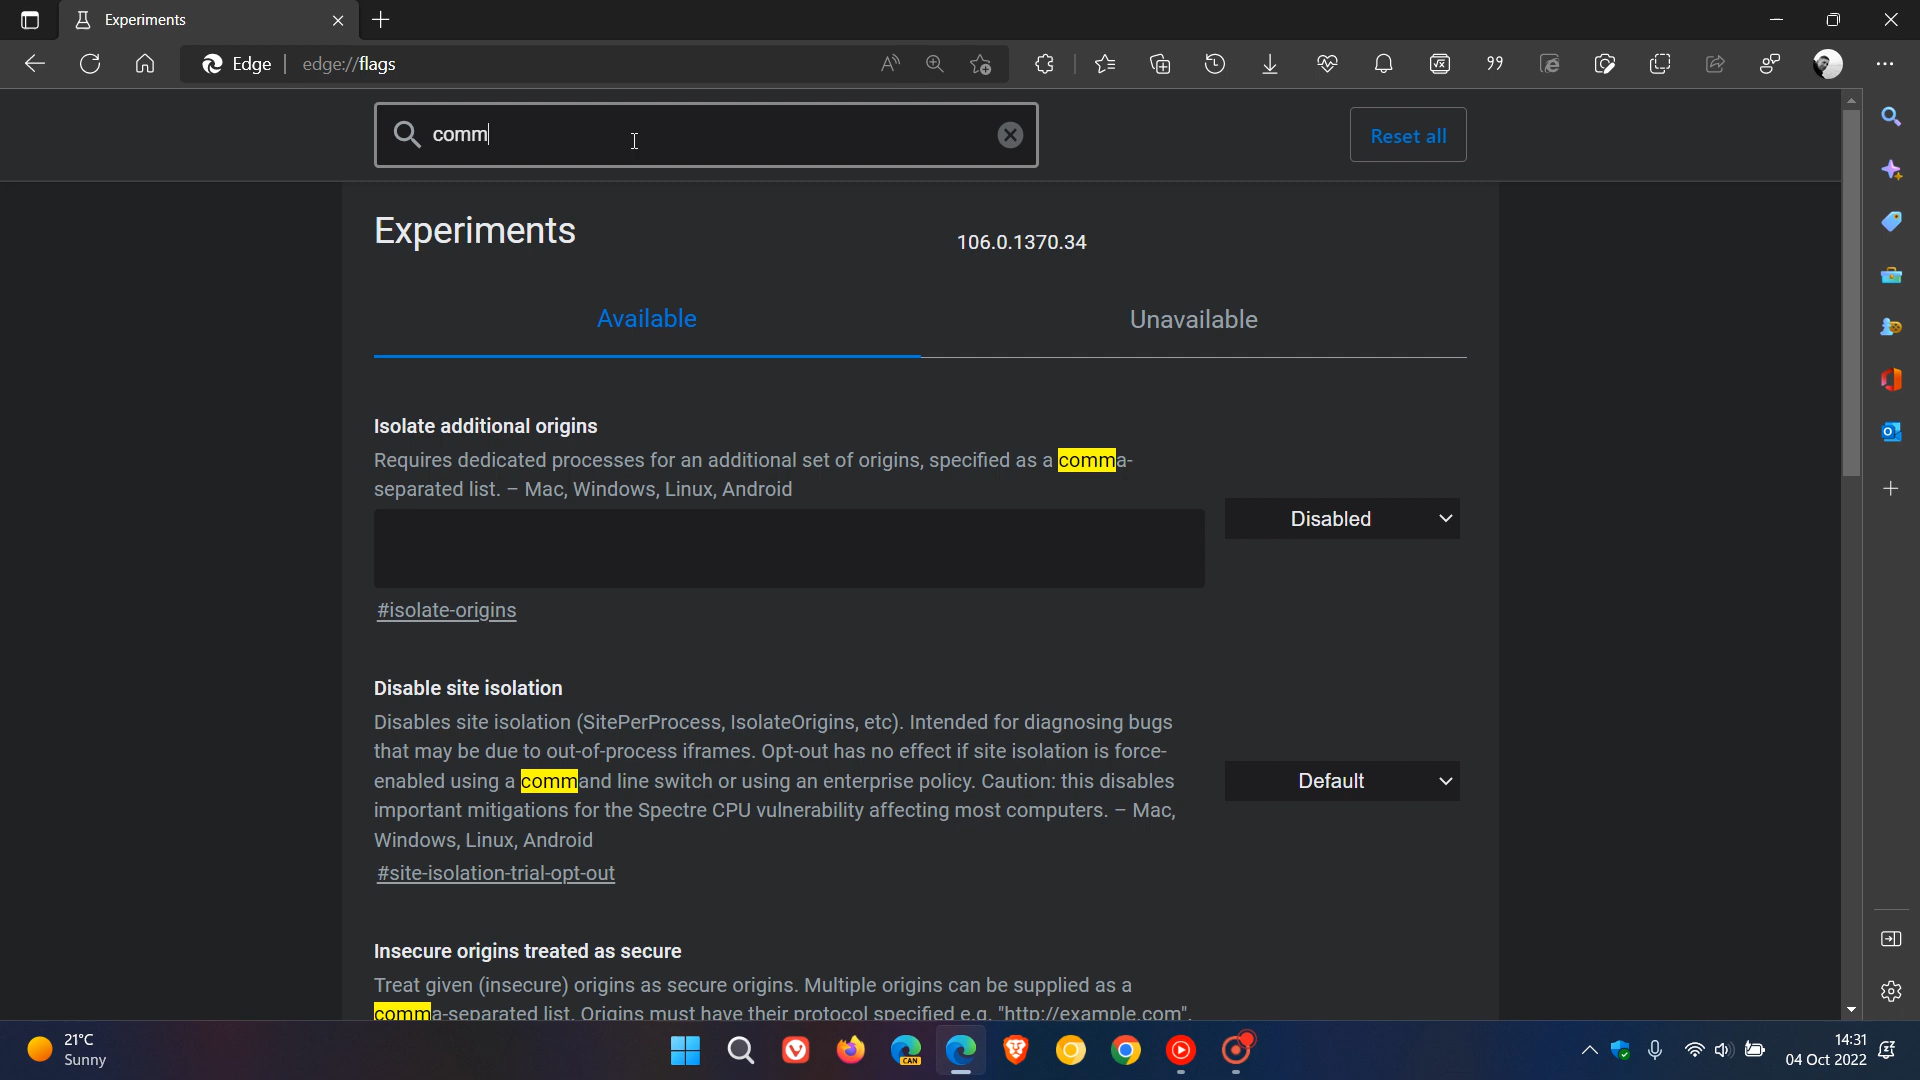 Experiments
Edge
edge://flags
comm
Reset all
Experiments
106.0.1370.34
Available
Unavailable
Isolate additional origins
Requires dedicated processes for an additional set of origins, specified as a comma-
separated list. – Mac, Windows, Linux, Android
Disabled
#isolate-origins
Disable site isolation
Disables site isolation (SitePerProcess, IsolateOrigins, etc). Intended for diagnosing bugs
that may be due to out-of-process iframes. Opt-out has no effect if site isolation is force-
enabled using a command line switch or using an enterprise policy. Caution: this disables
important mitigations for the Spectre CPU vulnerability affecting most computers. – Mac,
Windows, Linux, Android
Default
#site-isolation-trial-opt-out
Insecure origins treated as secure
Treat given (insecure) origins as secure origins. Multiple origins can be supplied as a
comma-separated list. Origins must have their protocol specified e.g. "http://example.com".
21°C
Sunny
CAN
14:31
04 Oct 2022